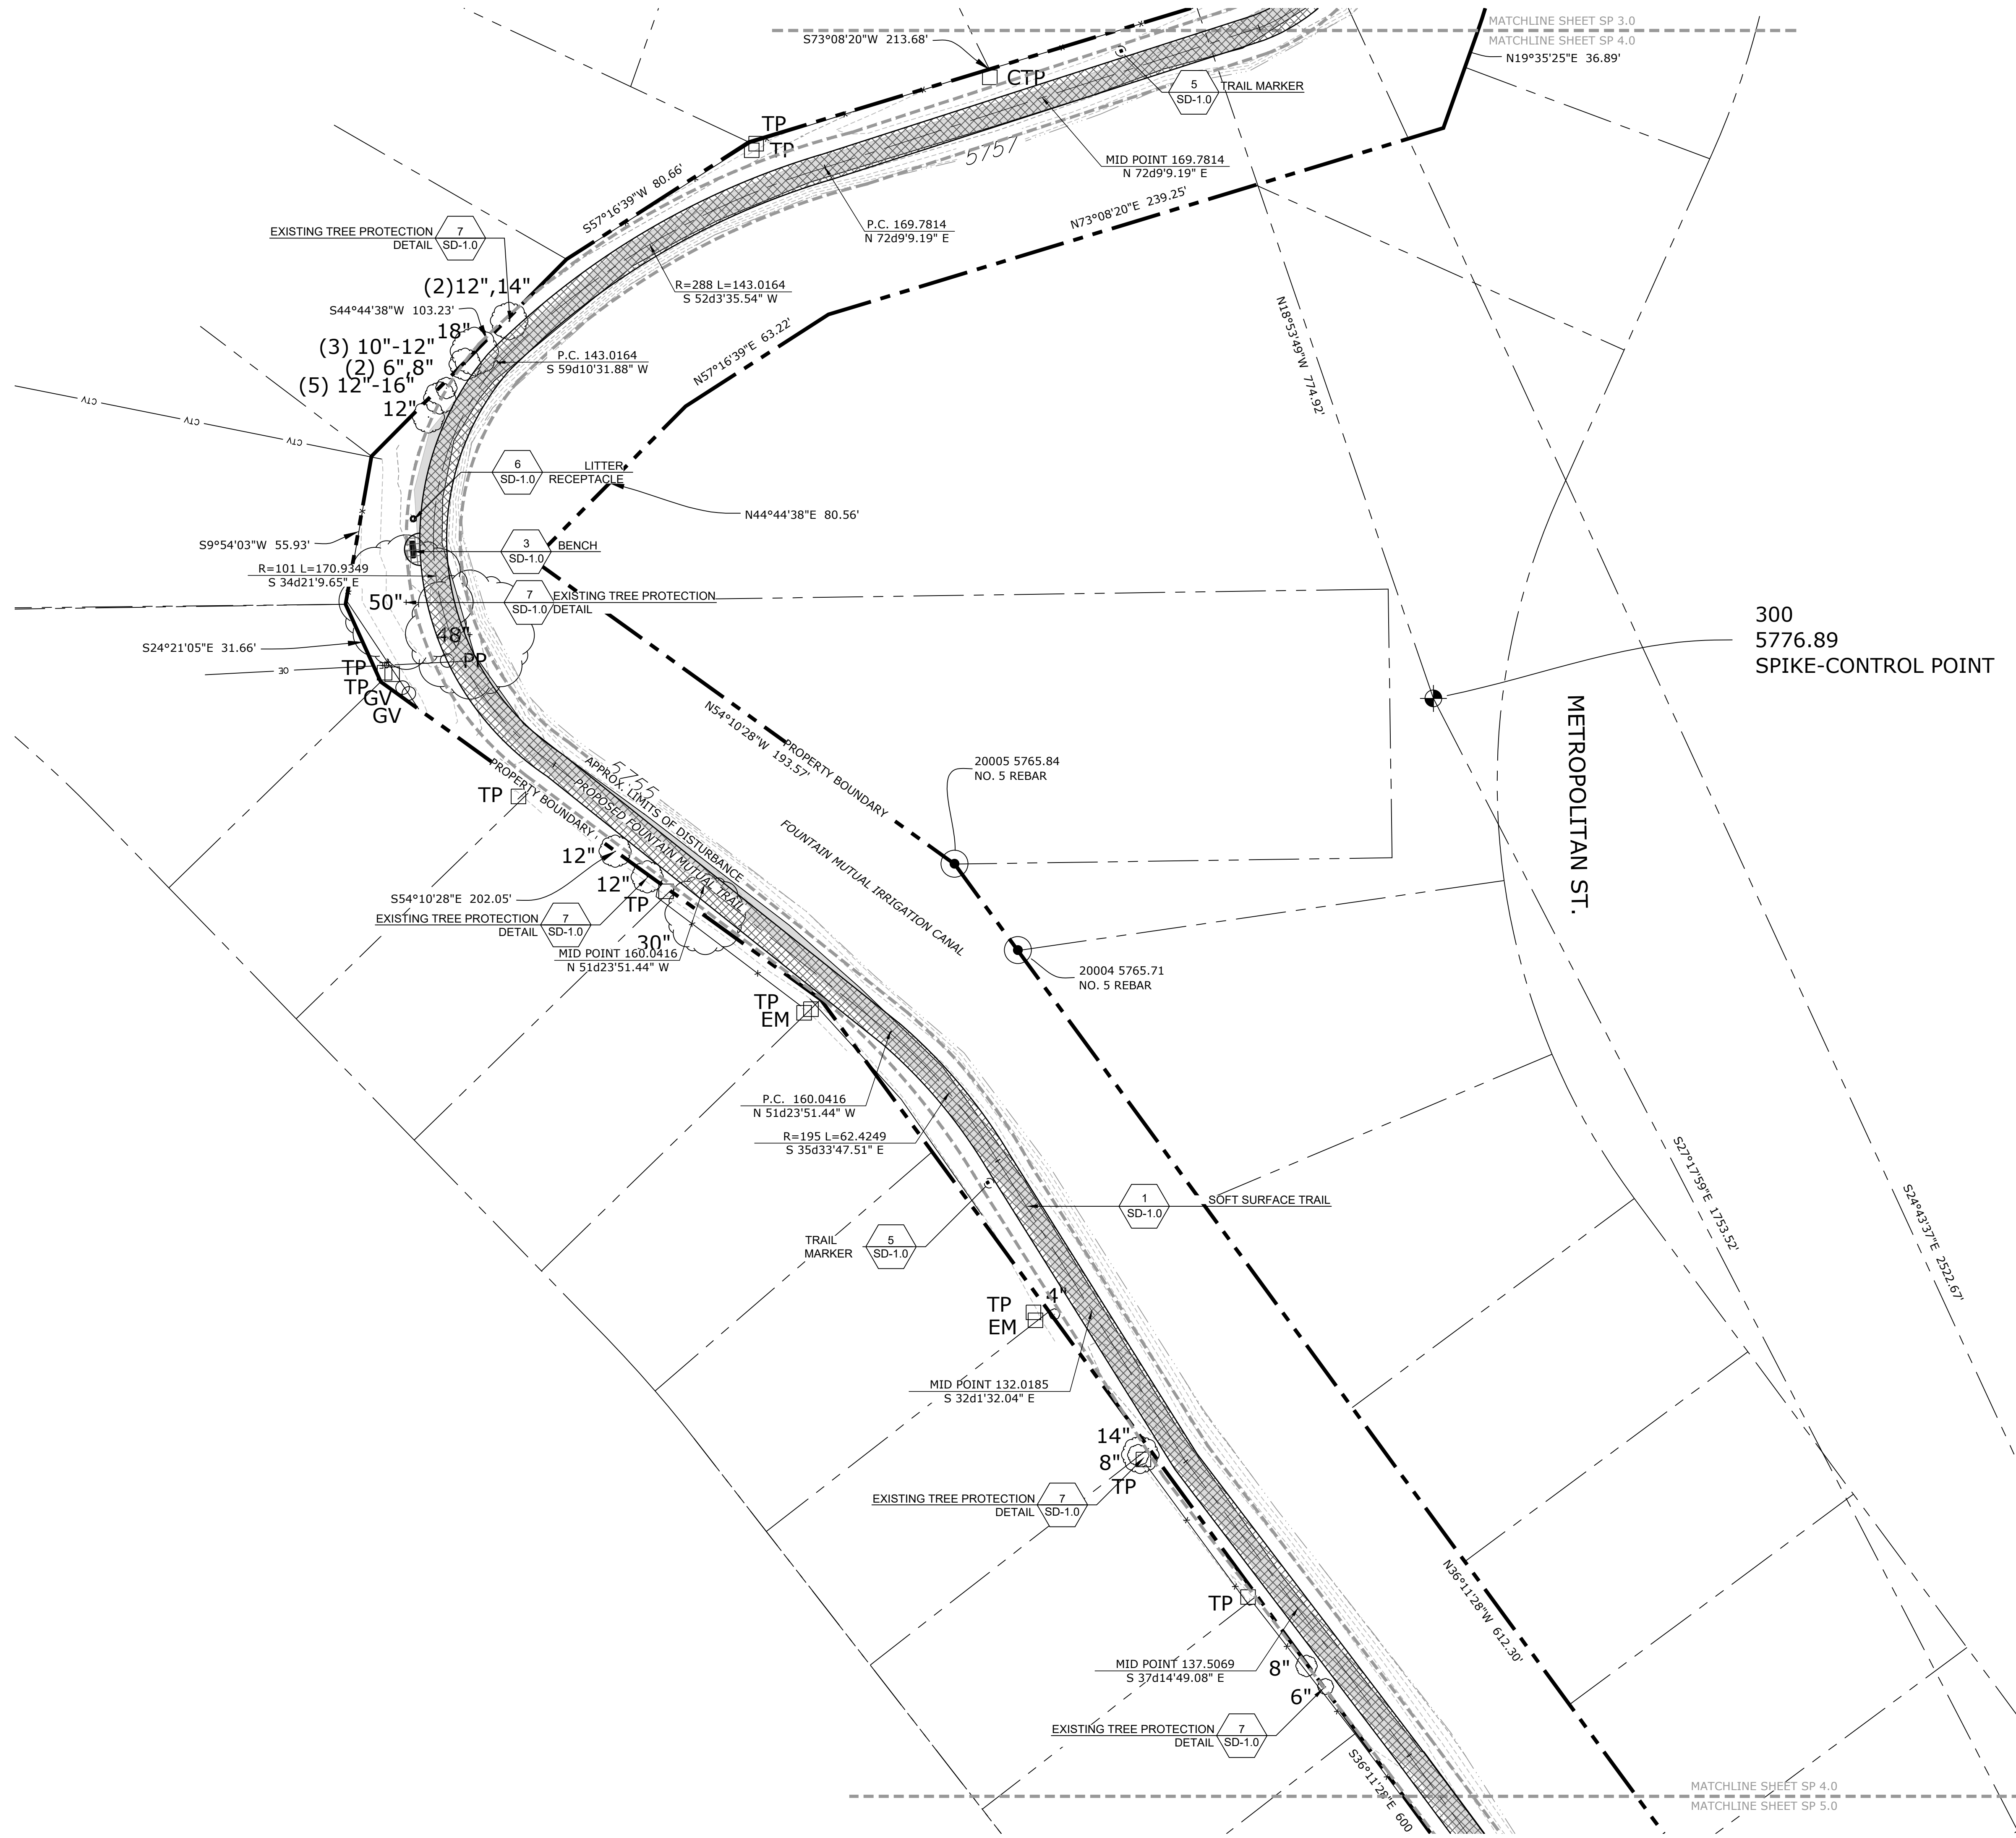 MATCHLINE SHEET SP 3.0
MATCHLINE SHEET SP 4.0
S73°08'20"W 213.68'
N19°35'25"E 36.89'
CTP
5
SD-1.0
TRAIL MARKER
TP
TP
5757
MID POINT 169.7814
N 72d9'9.19" E
S57°16'39"W 80.66'
N73°08'20"E 239.25'
P.C. 169.7814
N 72d9'9.19" E
EXISTING TREE PROTECTION
DETAIL
7
SD-1.0
(2)12",14"
R=288 L=143.0164
S 52d3'35.54" W
S44°44'38"W 103.23'
18"
(3) 10"-12"
(2) 6",8"
(5) 12"-16"
12"
P.C. 143.0164
S 59d10'31.88" W
N57°16'39"E 63.22'
N18°53'49"W 774.92'
CTV
CTV
CTV
6
SD-1.0
LITTER
RECEPTACLE
N44°44'38"E 80.56'
S9°54'03"W 55.93'
3
SD-1.0
BENCH
R=101 L=170.9349
S 34d21'9.65" E
50"
7
SD-1.0
EXISTING TREE PROTECTION
DETAIL
48"
S24°21'05"E 31.66'
PP
OE
TP
TP
GV
GV
300
5776.89
SPIKE-CONTROL POINT
METROPOLITAN ST.
N54°10'28"W 193.57'
PROPERTY BOUNDARY
20005 5765.84
NO. 5 REBAR
5755
APPROX. LIMITS OF DISTURBANCE
PROPOSED FOUNTAIN MUTUAL TRAIL
PROPERTY BOUNDARY
FOUNTAIN MUTUAL IRRIGATION CANAL
TP
12"
12"
TP
S54°10'28"E 202.05'
EXISTING TREE PROTECTION
DETAIL
7
SD-1.0
30"
MID POINT 160.0416
N 51d23'51.44" W
20004 5765.71
NO. 5 REBAR
TP
EM
P.C. 160.0416
N 51d23'51.44" W
R=195 L=62.4249
S 35d33'47.51" E
1
SD-1.0
SOFT SURFACE TRAIL
TRAIL
MARKER
5
SD-1.0
S27°17'59"E 1753.52'
S24°43'37"E 2522.67'
4"
TP
EM
MID POINT 132.0185
S 32d1'32.04" E
14"
8"
TP
EXISTING TREE PROTECTION
DETAIL
7
SD-1.0
TP
N36°11'28"W 612.30'
MID POINT 137.5069
S 37d14'49.08" E
8"
6"
EXISTING TREE PROTECTION
DETAIL
7
SD-1.0
S36°11'28"E 600
MATCHLINE SHEET SP 4.0
MATCHLINE SHEET SP 5.0